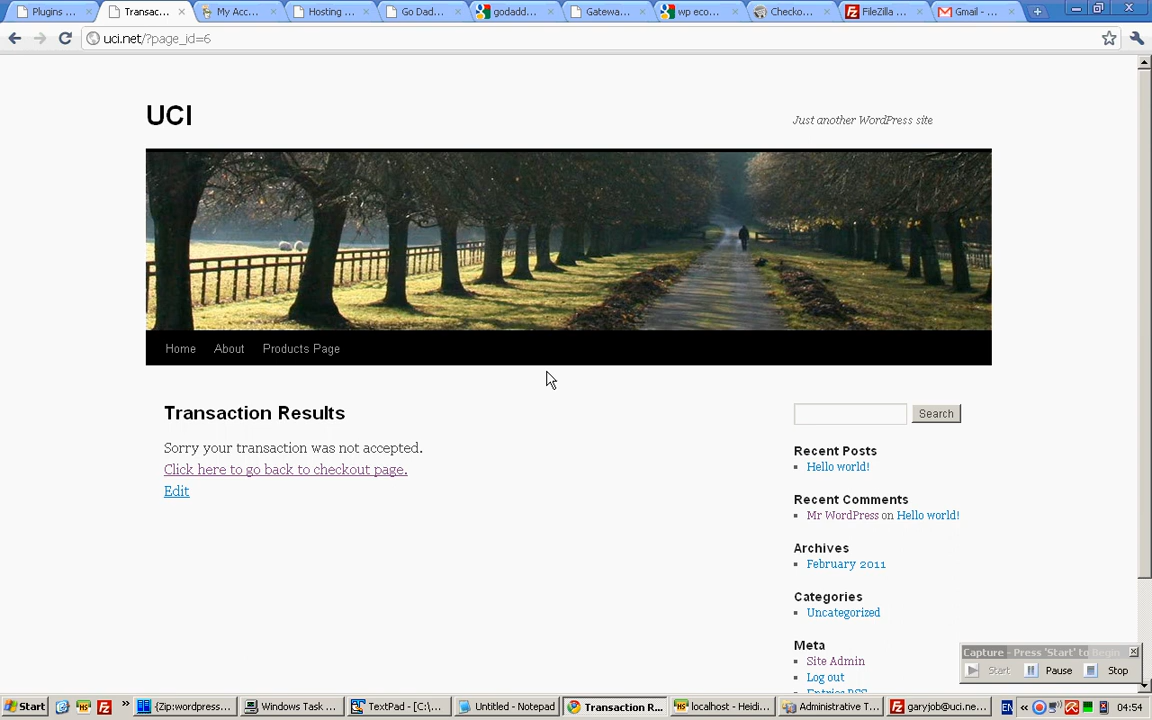 Plugins ...
Transac...
My Acc...
Hosting ...
Go Dad...
godadd...
Gatewa...
wp eco...
Checko...
FileZilla ...
Gmail - ...
uci.net/?page_id=6
UCI
Just another WordPress site
Home About Products Page
Transaction Results
Sorry your transaction was not accepted.
Click here to go back to checkout page.
Edit
Search
Recent Posts
Hello world!
Recent Comments
Mr WordPress on Hello world!
Archives
February 2011
Categories
Uncategorized
Meta
Site Admin
Log out
Entries RSS
Capture - Press 'Start' to Begin
Start Pause Stop
Start
{Zip:wordpress...
Windows Task ...
TextPad - [C:\...
Untitled - Notepad
Transaction R...
localhost - Heidi...
Administrative T...
garyjob@uci.ne...
EN
04:54